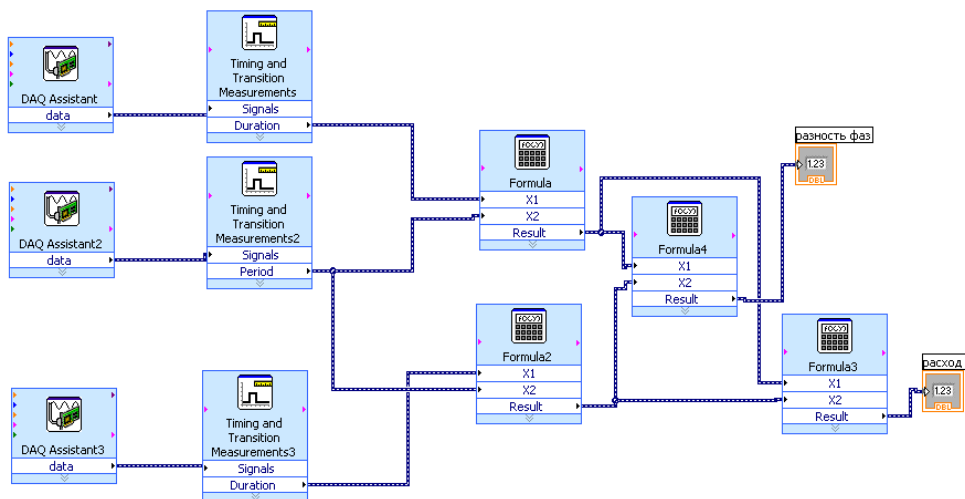 DAQ Assistant
data
Timing and
Transition
Measurements
Signals
Duration
DAQ Assistant2
data
Timing and
Transition
Measurements2
Signals
Period
DAQ Assistant3
data
Timing and
Transition
Measurements3
Signals
Duration
f(x,y)
Formula
X1
X2
Result
f(x,y)
Formula2
X1
X2
Result
f(x,y)
Formula4
X1
X2
Result
разность фаз
1.23
DBL
f(x,y)
Formula3
X1
X2
Result
расход
1.23
DBL